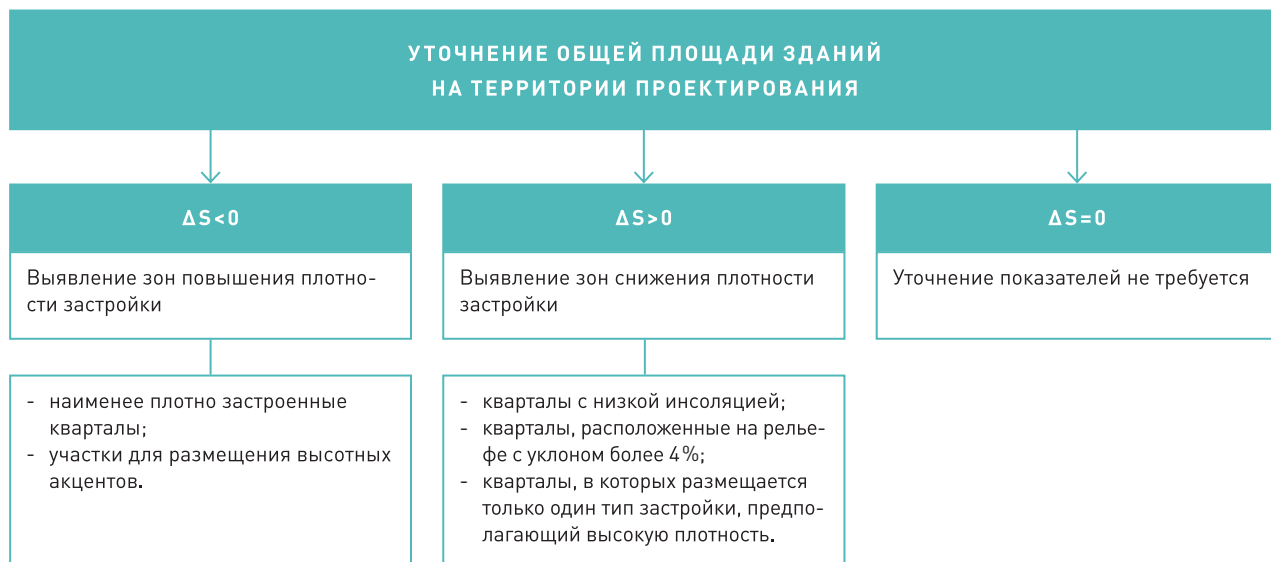 УТОЧНЕНИЕ ОБЩЕЙ ПЛОЩАДИ ЗДАНИЙ
НА ТЕРРИТОРИИ ПРОЕКТИРОВАНИЯ
ΔS<0
Выявление зон повышения плотно-
сти застройки
- наименее плотно застроенные
кварталы;
- участки для размещения высотных
акцентов.
ΔS>0
Выявление зон снижения плотности
застройки
- кварталы с низкой инсоляцией;
- кварталы, расположенные на релье-
фе с уклоном более 4%;
- кварталы, в которых размещается
только один тип застройки, предпо-
лагающий высокую плотность.
ΔS=0
Уточнение показателей не требуется